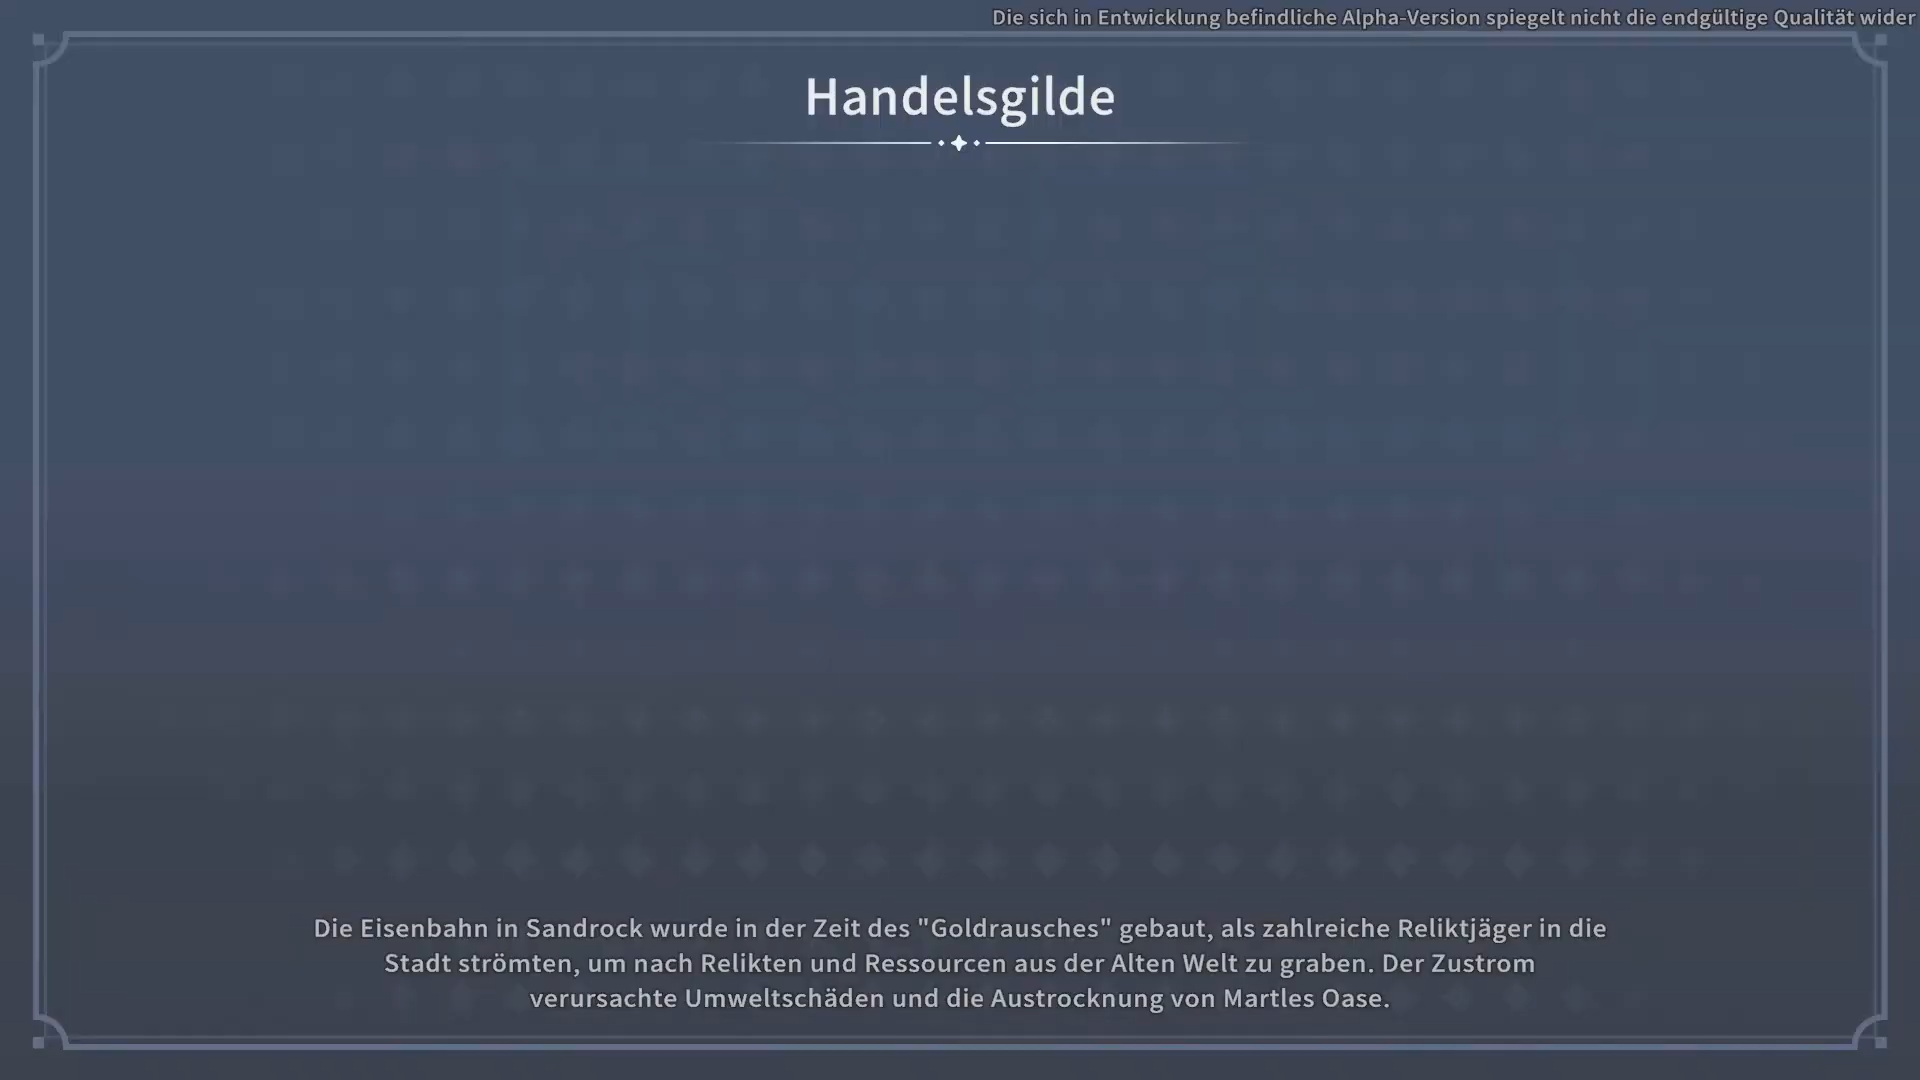 Die sich in Entwicklung befindliche Alpha-Version spiegelt nicht die endgültige Qualität wider
Handelsgilde
Die Eisenbahn in Sandrock wurde in der Zeit des "Goldrausches" gebaut, als zahlreiche Reliktjäger in die
Stadt strömten, um nach Relikten und Ressourcen aus der Alten Welt zu graben. Der Zustrom
verursachte Umweltschäden und die Austrocknung von Martles Oase.